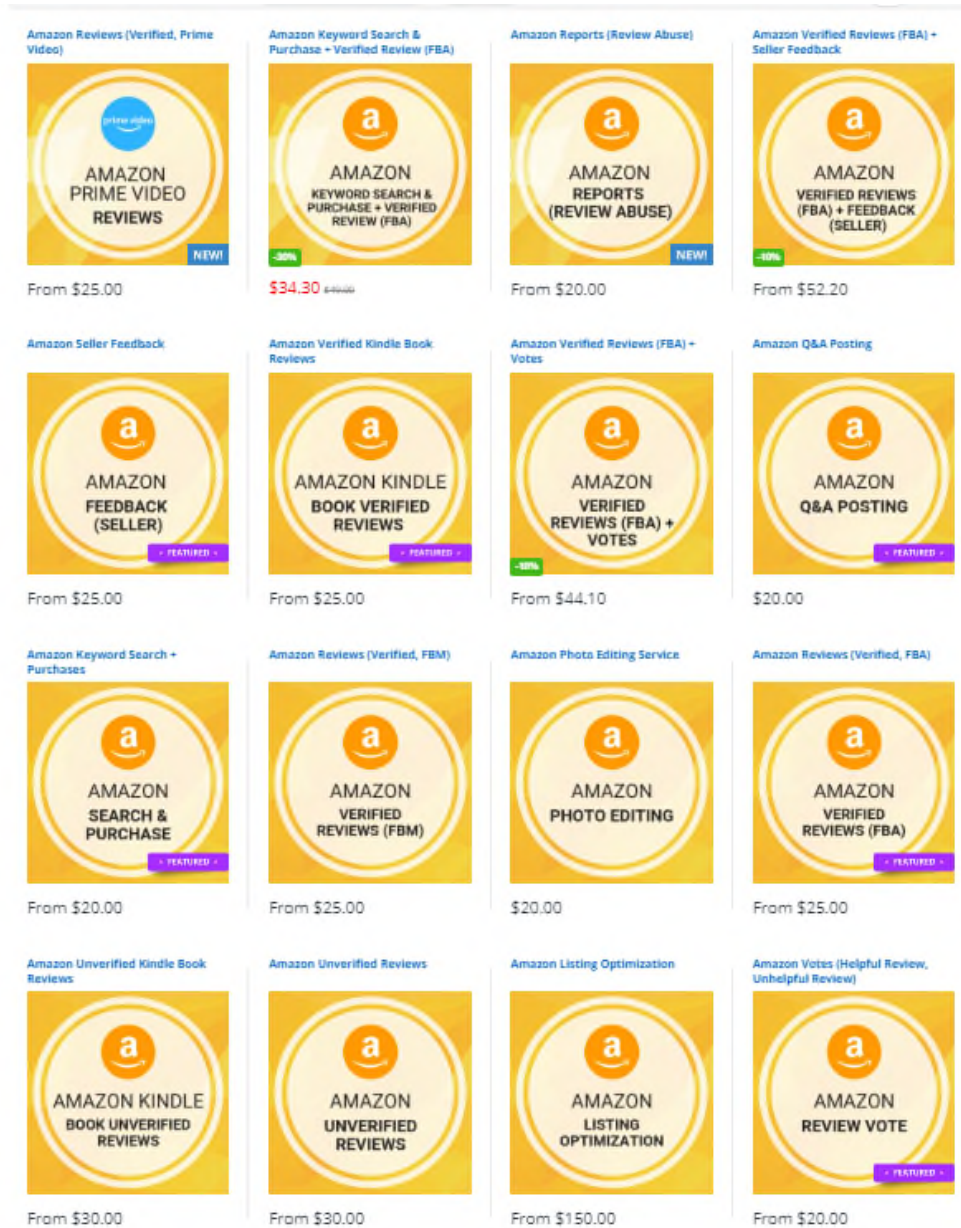 Amazon Reviews (Verified, Prime
Video)
prime video
AMAZON
PRIME VIDEO
REVIEWS
NEW!
From $25.00
Amazon Keyword Search &
Purchase + Verified Review (FBA)
a
AMAZON
KEYWORD SEARCH &
PURCHASE + VERIFIED
REVIEW (FBA)
-30%
$34.30 $49.00
Amazon Reports (Review Abuse)
a
AMAZON
REPORTS
(REVIEW ABUSE)
NEW!
From $20.00
Amazon Verified Reviews (FBA) +
Seller Feedback
a
AMAZON
VERIFIED REVIEWS
(FBA) + FEEDBACK
(SELLER)
-10%
From $52.20
Amazon Seller Feedback
a
AMAZON
FEEDBACK
(SELLER)
FEATURED
From $25.00
Amazon Verified Kindle Book
Reviews
a
AMAZON KINDLE
BOOK VERIFIED
REVIEWS
FEATURED
From $25.00
Amazon Verified Reviews (FBA) +
Votes
a
AMAZON
VERIFIED
REVIEWS (FBA) +
VOTES
-10%
From $44.10
Amazon Q&A Posting
a
AMAZON
Q&A POSTING
FEATURED
$20.00
Amazon Keyword Search +
Purchases
a
AMAZON
SEARCH &
PURCHASE
FEATURED
From $20.00
Amazon Reviews (Verified, FBM)
a
AMAZON
VERIFIED
REVIEWS (FBM)
From $25.00
Amazon Photo Editing Service
a
AMAZON
PHOTO EDITING
$20.00
Amazon Reviews (Verified, FBA)
a
AMAZON
VERIFIED
REVIEWS (FBA)
FEATURED
From $25.00
Amazon Unverified Kindle Book
Reviews
a
AMAZON KINDLE
BOOK UNVERIFIED
REVIEWS
From $30.00
Amazon Unverified Reviews
a
AMAZON
UNVERIFIED
REVIEWS
From $30.00
Amazon Listing Optimization
a
AMAZON
LISTING
OPTIMIZATION
From $150.00
Amazon Votes (Helpful Review,
Unhelpful Review)
a
AMAZON
REVIEW VOTE
FEATURED
From $20.00